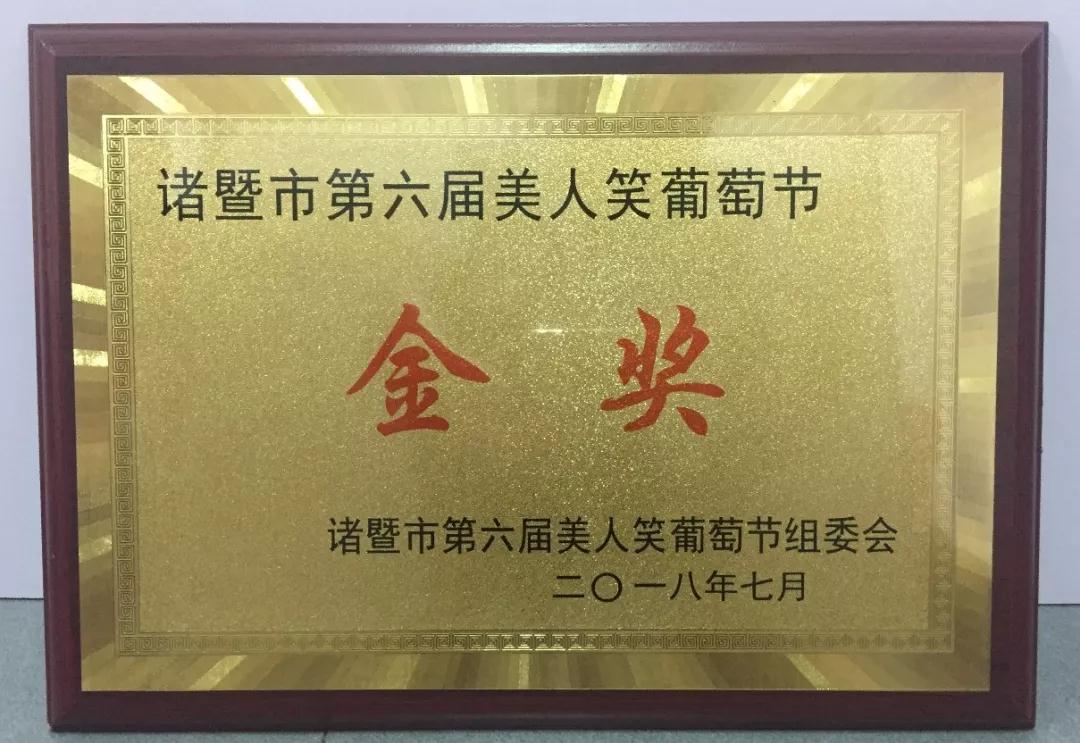 诸暨市第六届美人笑葡萄节
金奖
诸暨市第六届美人笑葡萄节组委会
二〇一八年七月